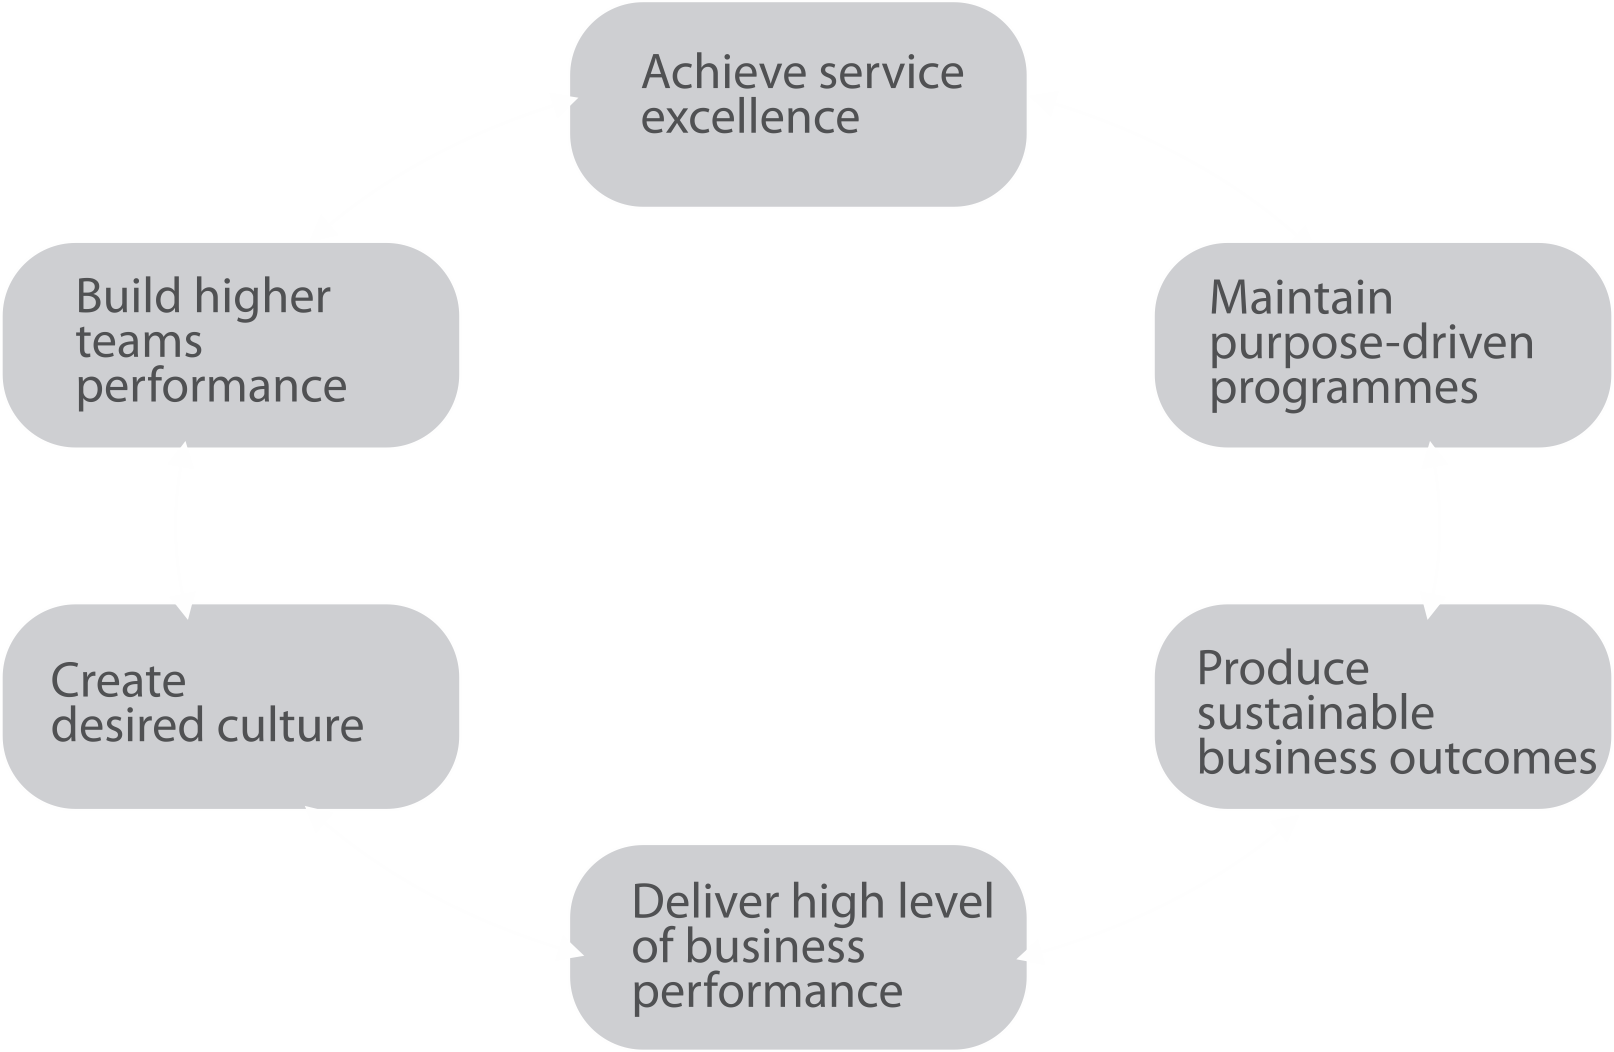 Achieve service
excellence
Build higher
teams
performance
Maintain
purpose-driven
programmes
Create
desired culture
Produce
sustainable
business outcomes
Deliver high level
of business
performance